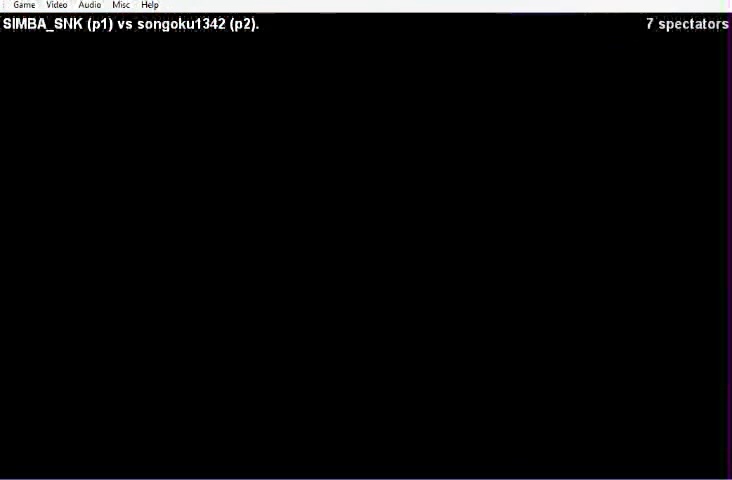 Game Video Audio Misc Help
SIMBA_SNK (p1) vs songoku1342 (p2). 7 spectators